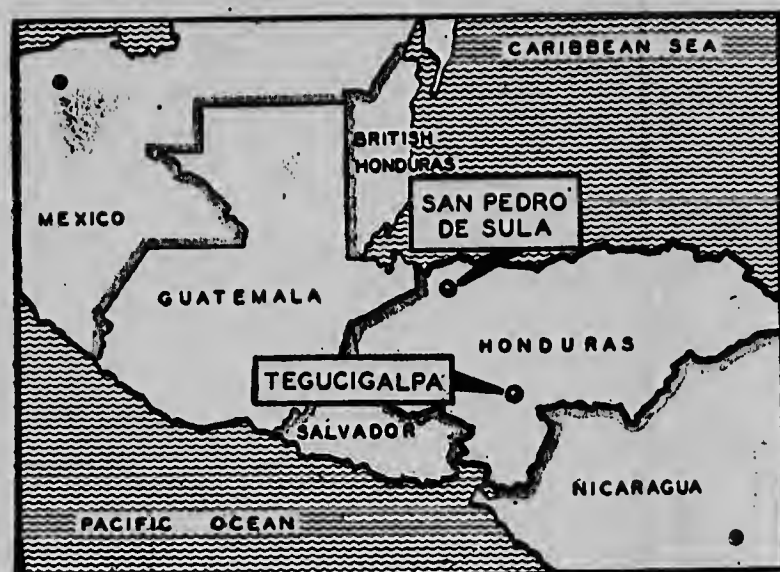 CARIBBEAN SEA
BRITISH
HONDURAS
SAN PEDRO
DE SULA
MEXICO
GUATEMALA
HONDURAS
TEGUCIGALPA
SALVADOR
NICARAGUA
PACIFIC OCEAN